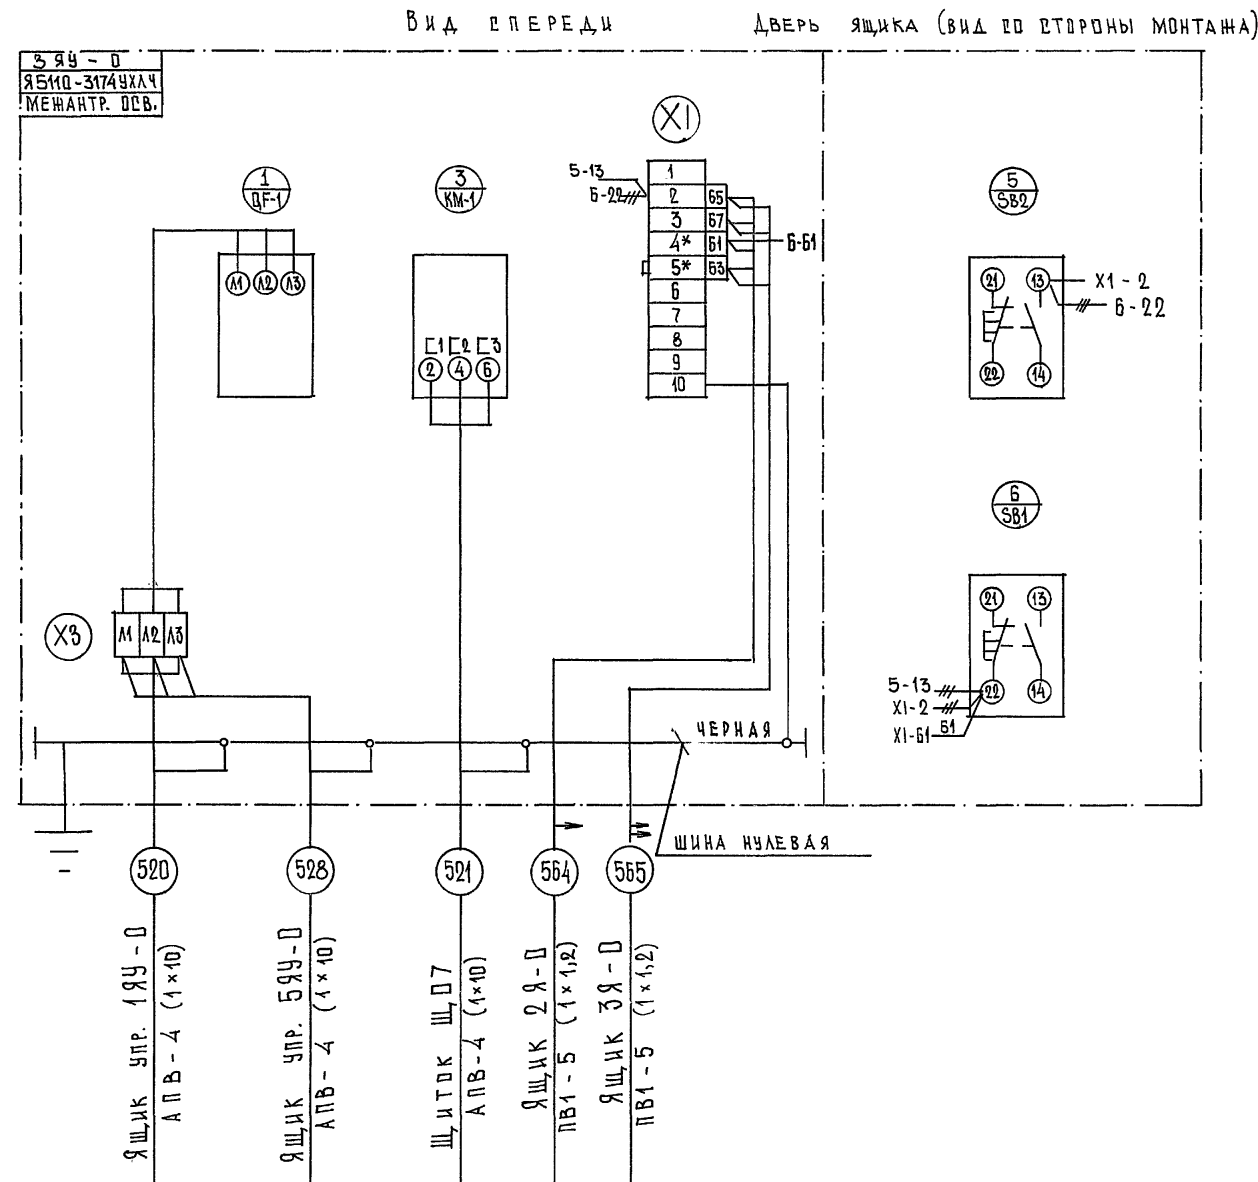 ВИД СПЕРЕДИ
ДВЕРЬ ЯЩИКА (ВИД СО СТОРОНЫ МОНТАЖА)
3 ЯУ - О
Я5110-3174УХЛ4
МЕЖАНТР. ОСВ.
1
QF-1
Л1 Л2 Л3
3
КМ-1
С1 С2 С3
2 4 6
X1
5-13
6-22
1
2 65
3 67
4* 61
5* 63
6
7
8
9
10
6-61
5
SB2
21 13
22 14
X1 - 2
6 - 22
6
SB1
21 13
22 14
5-13
X1-2
X1-61 61
X3
Л1 Л2 Л3
ЧЕРНАЯ
ШИНА НУЛЕВАЯ
520
528
521
564
565
ЯЩИК УПР. 1ЯУ-О
АПВ - 4 (1×10)
ЯЩИК УПР. 5ЯУ-О
АПВ - 4 (1×10)
ЩИТОК ЩО7
АПВ-4 (1×10)
ЯЩИК 2Я-О
ПВ1-5 (1×1,2)
ЯЩИК 3Я-О
ПВ1-5 (1×1,2)